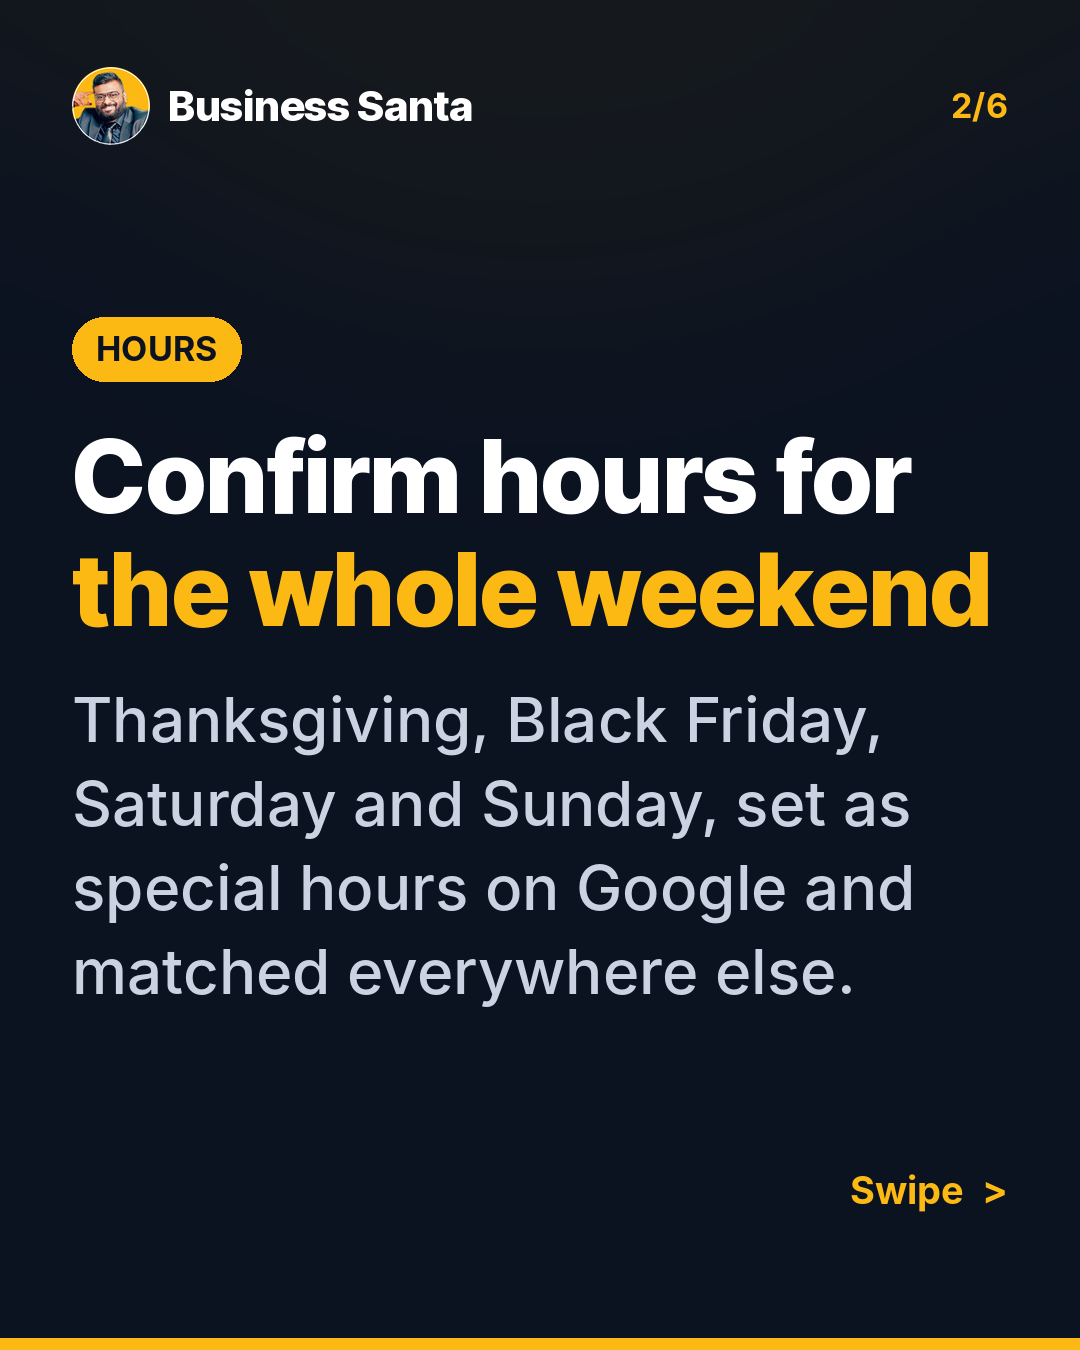 Business Santa
2/6
HOURS
Confirm hours for
the whole weekend
Thanksgiving, Black Friday,
Saturday and Sunday, set as
special hours on Google and
matched everywhere else.
Swipe >